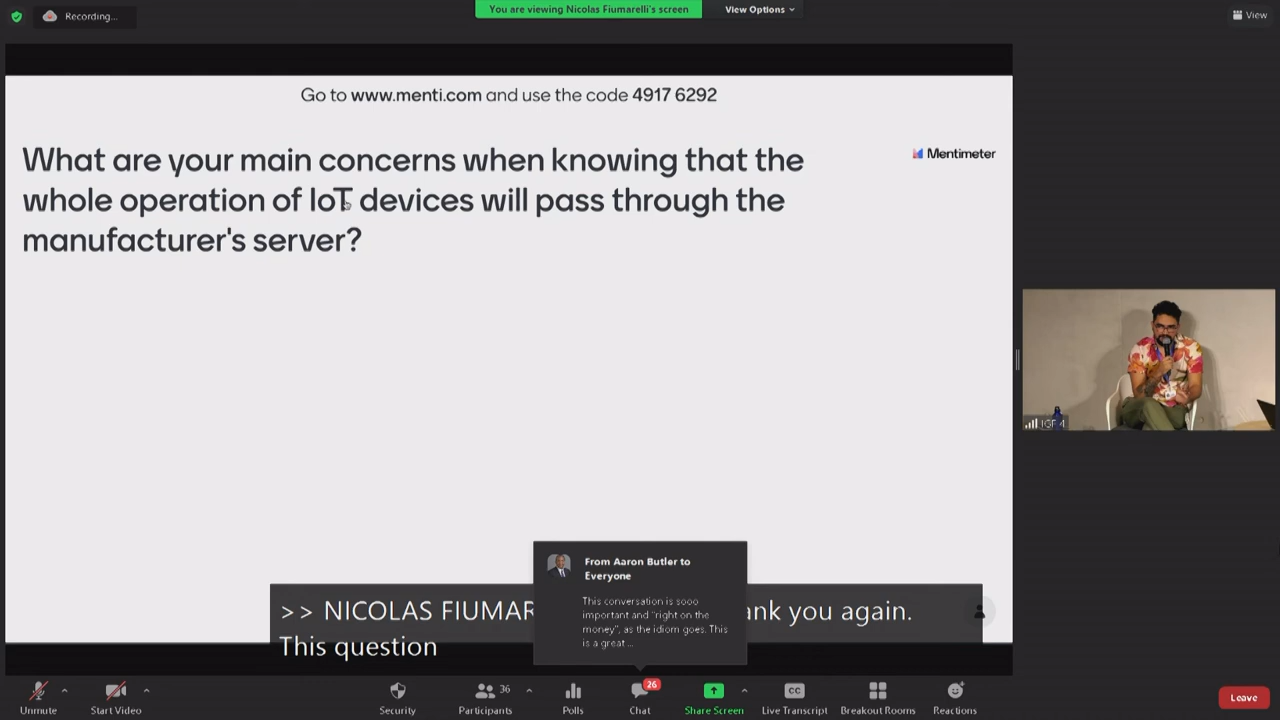 Recording...
You are viewing Nicolas Fiumarelli's screen
View Options
View
Go to www.menti.com and use the code 4917 6292
Mentimeter
What are your main concerns when knowing that the
whole operation of IoT devices will pass through the
manufacturer's server?
From Aaron Butler to
Everyone
This conversation is sooo
important and "right on the
money", as the idiom goes. This
is a great ...
>> NICOLAS FIUMAR ank you again.
This question
Unmute
Start Video
Security
Participants
36
Polls
Chat
26
Share Screen
CC
Live Transcript
Breakout Rooms
Reactions
Leave